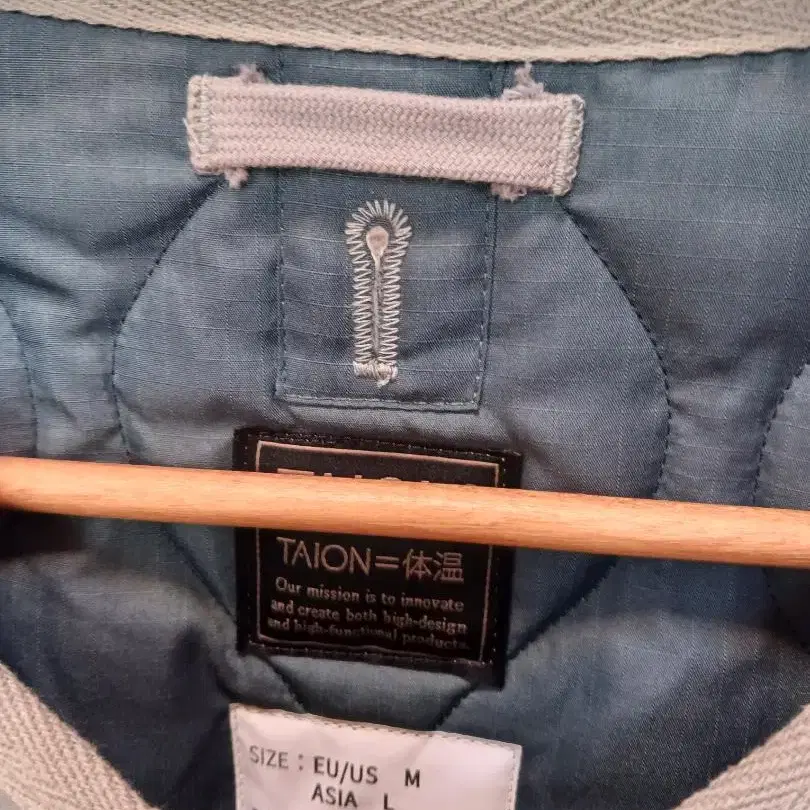 TAION=体温
Our mission is to innovate
and create both high-design
and high-functional products.
SIZE : EU/US M
ASIA L